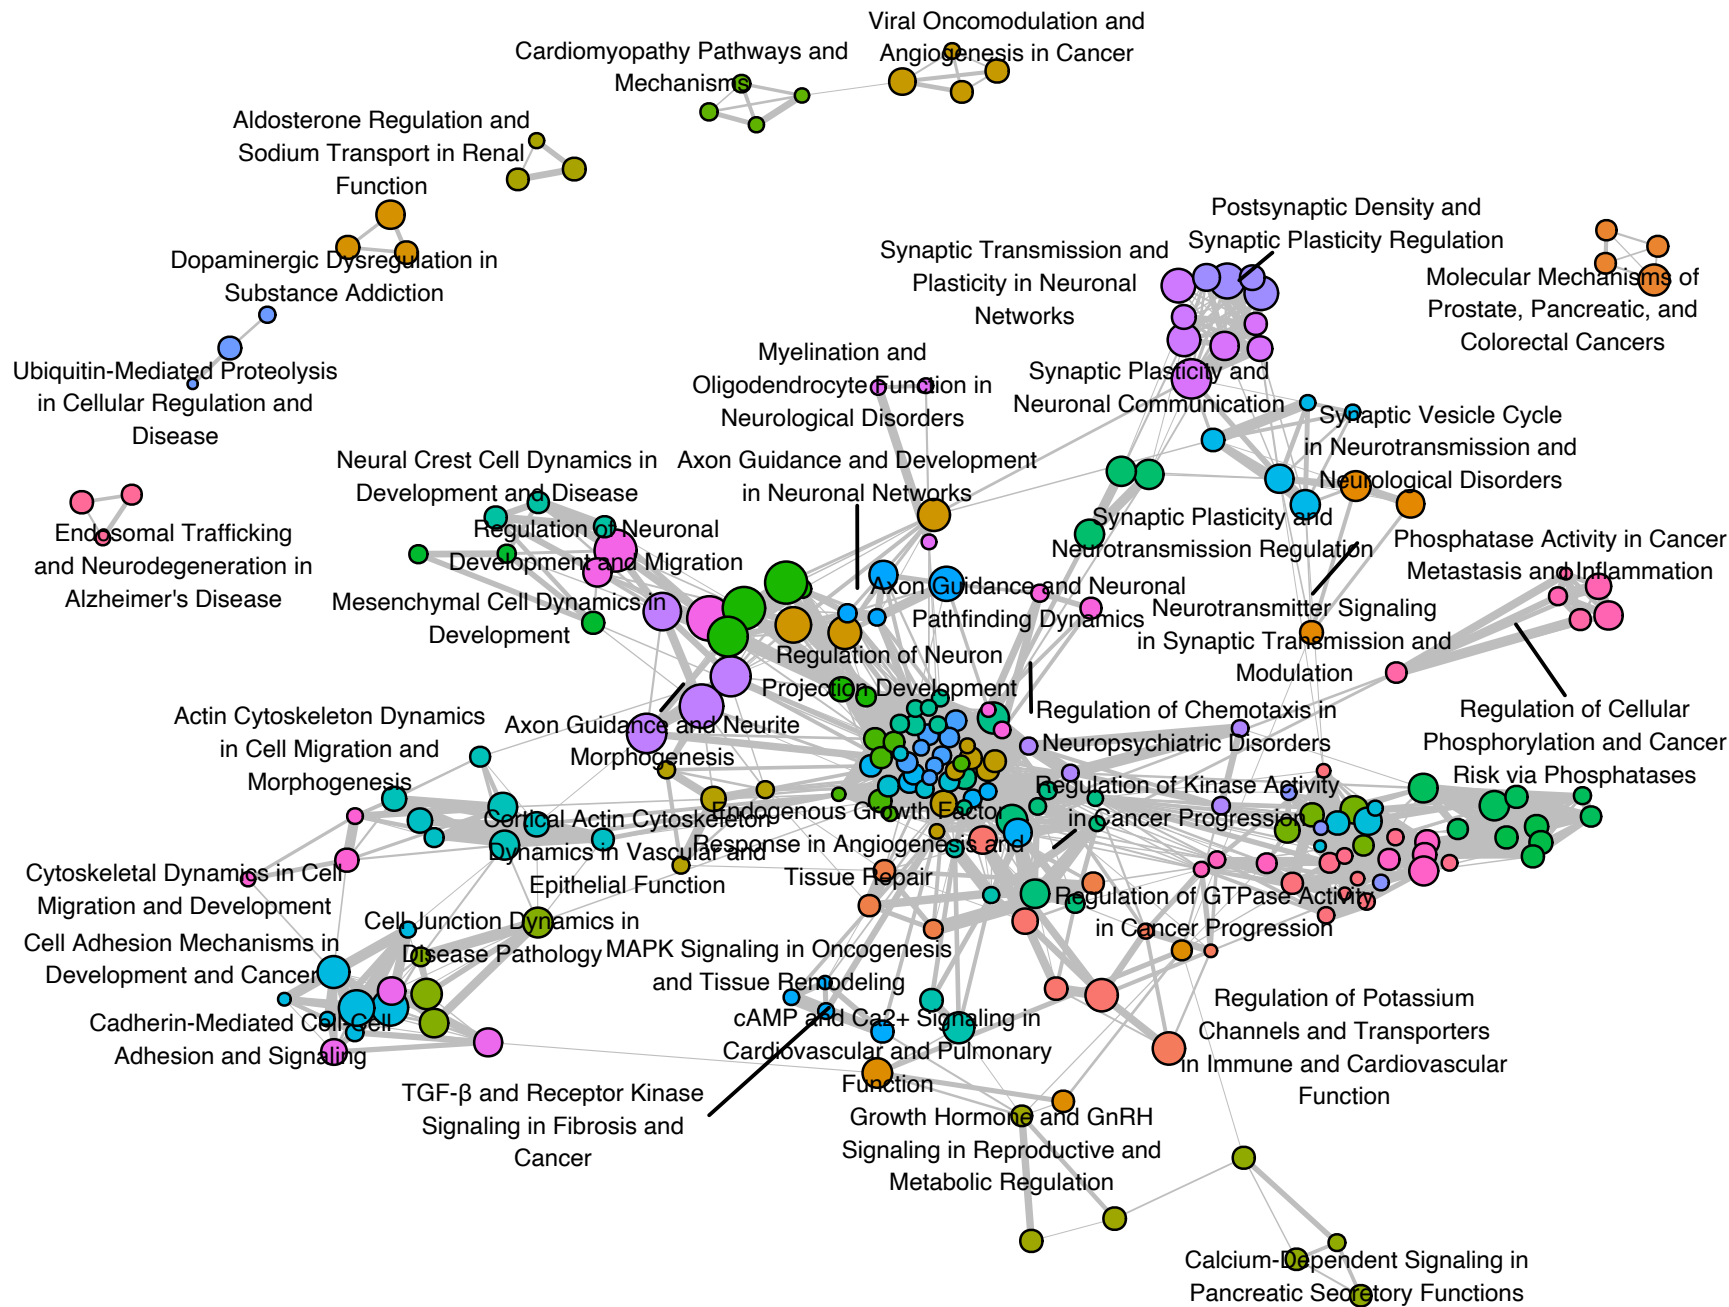 Viral Oncomodulation and
Angiogenesis in Cancer
Cardiomyopathy Pathways and
Mechanisms
Aldosterone Regulation and
Sodium Transport in Renal
Function
Dopaminergic Dysregulation in
Substance Addiction
Ubiquitin-Mediated Proteolysis
in Cellular Regulation and
Disease
Postsynaptic Density and
Synaptic Plasticity Regulation
Synaptic Transmission and
Plasticity in Neuronal
Networks
Molecular Mechanisms of
Prostate, Pancreatic, and
Colorectal Cancers
Myelination and
Oligodendrocyte Function in
Neurological Disorders
Synaptic Plasticity and
Neuronal Communication
Synaptic Vesicle Cycle
in Neurotransmission and
Neurological Disorders
Neural Crest Cell Dynamics in
Development and Disease
Axon Guidance and Development
in Neuronal Networks
Endosomal Trafficking
and Neurodegeneration in
Alzheimer's Disease
Regulation of Neuronal
Development and Migration
Synaptic Plasticity and
Neurotransmission Regulation
Phosphatase Activity in Cancer
Metastasis and Inflammation
Mesenchymal Cell Dynamics in
Development
Axon Guidance and Neuronal
Pathfinding Dynamics
Neurotransmitter Signaling
in Synaptic Transmission and
Modulation
Regulation of Neuron
Projection Development
Actin Cytoskeleton Dynamics
in Cell Migration and
Morphogenesis
Axon Guidance and Neurite
Morphogenesis
Regulation of Chemotaxis in
Neuropsychiatric Disorders
Regulation of Cellular
Phosphorylation and Cancer
Risk via Phosphatases
Regulation of Kinase Activity
in Cancer Progression
Cortical Actin Cytoskeleton
Dynamics in Vascular and
Epithelial Function
Endogenous Growth Factor
Response in Angiogenesis and
Tissue Repair
Cytoskeletal Dynamics in Cell
Migration and Development
Regulation of GTPase Activity
in Cancer Progression
Cell Junction Dynamics in
Disease Pathology
Cell Adhesion Mechanisms in
Development and Cancer
MAPK Signaling in Oncogenesis
and Tissue Remodeling
Cadherin-Mediated Cell-Cell
Adhesion and Signaling
cAMP and Ca2+ Signaling in
Cardiovascular and Pulmonary
Function
Regulation of Potassium
Channels and Transporters
in Immune and Cardiovascular
Function
TGF-β and Receptor Kinase
Signaling in Fibrosis and
Cancer
Growth Hormone and GnRH
Signaling in Reproductive and
Metabolic Regulation
Calcium-Dependent Signaling in
Pancreatic Secretory Functions